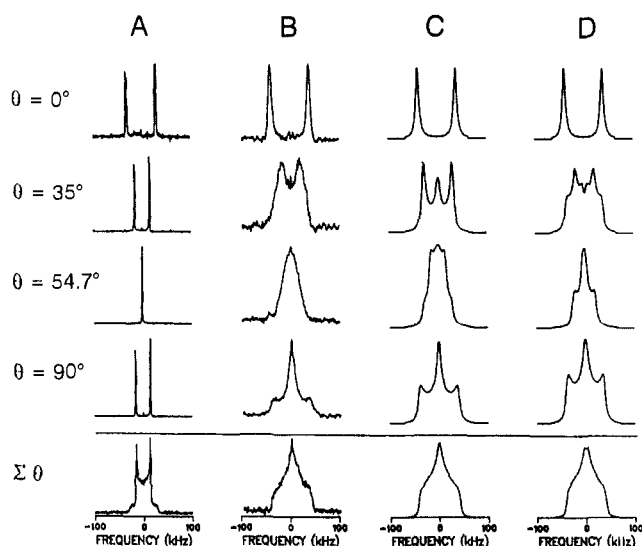 A B C D
θ = 0°
θ = 35°
θ = 54.7°
θ = 90°
Σ θ
-100 0 100 -100 0 100 -100 0 100 -100 0 100
FREQUENCY (kHz) FREQUENCY (kHz) FREQUENCY (kHz) FREQUENCY (kHz)